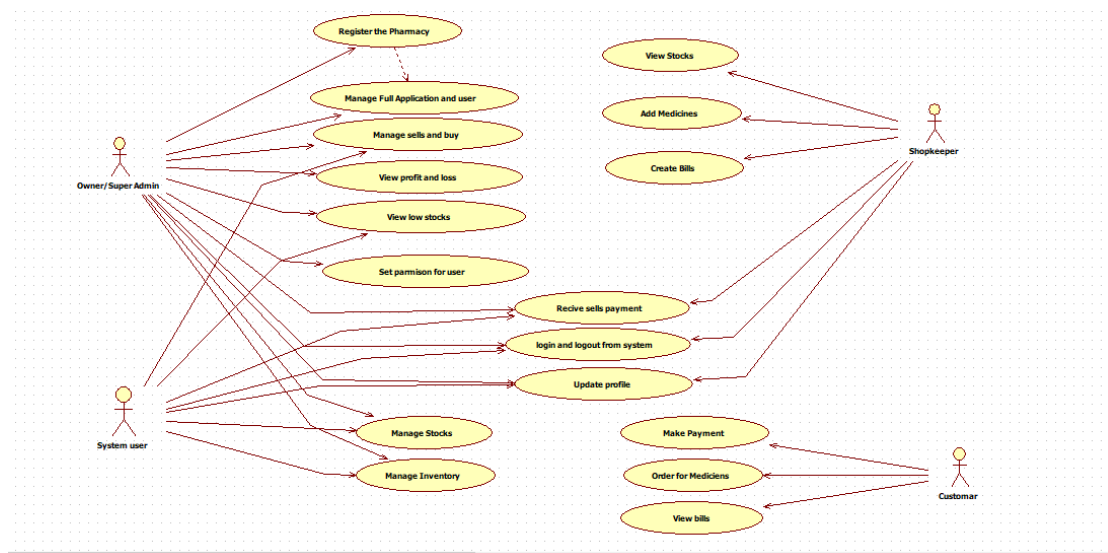 Register the Pharmacy
View Stocks
Manage Full Application and user
Add Medicines
Manage sells and buy
Shopkeeper
Create Bills
View profit and loss
Owner/Super Admin
View low stocks
Set parmison for user
Recive sells payment
login and logout from system
Update profile
Manage Stocks
Make Payment
System user
Manage Inventory
Order for Mediciens
Customar
View bills